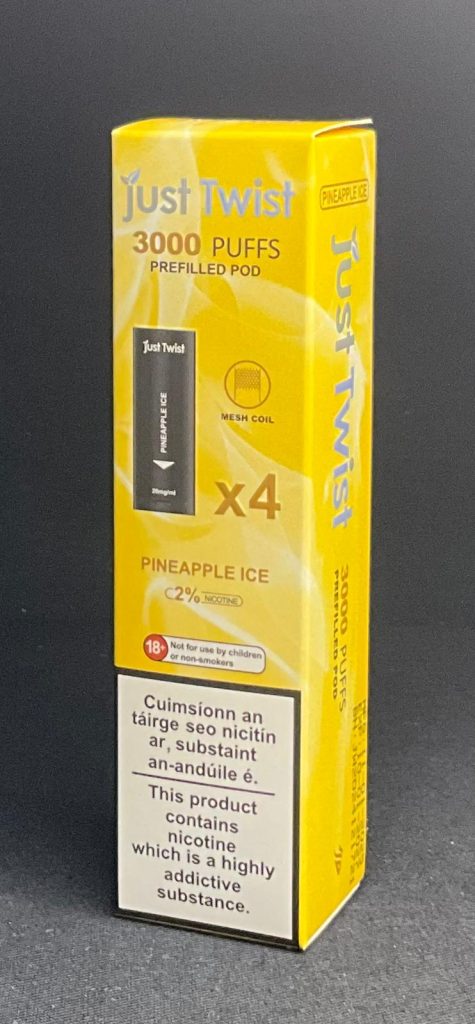 Just Twist
3000 PUFFS
PREFILLED POD
Just Twist
PINEAPPLE ICE
20mg/ml
MESH COIL
x4
PINEAPPLE ICE
2% NICOTINE
18+ Not for use by children
or non-smokers
Cuimsíonn an
táirge seo nicitín
ar, substaint
an-andúile é.
This product
contains
nicotine
which is a highly
addictive
substance.
PINEAPPLE ICE
Just Twist
3000 PUFFS
PREFILLED POD